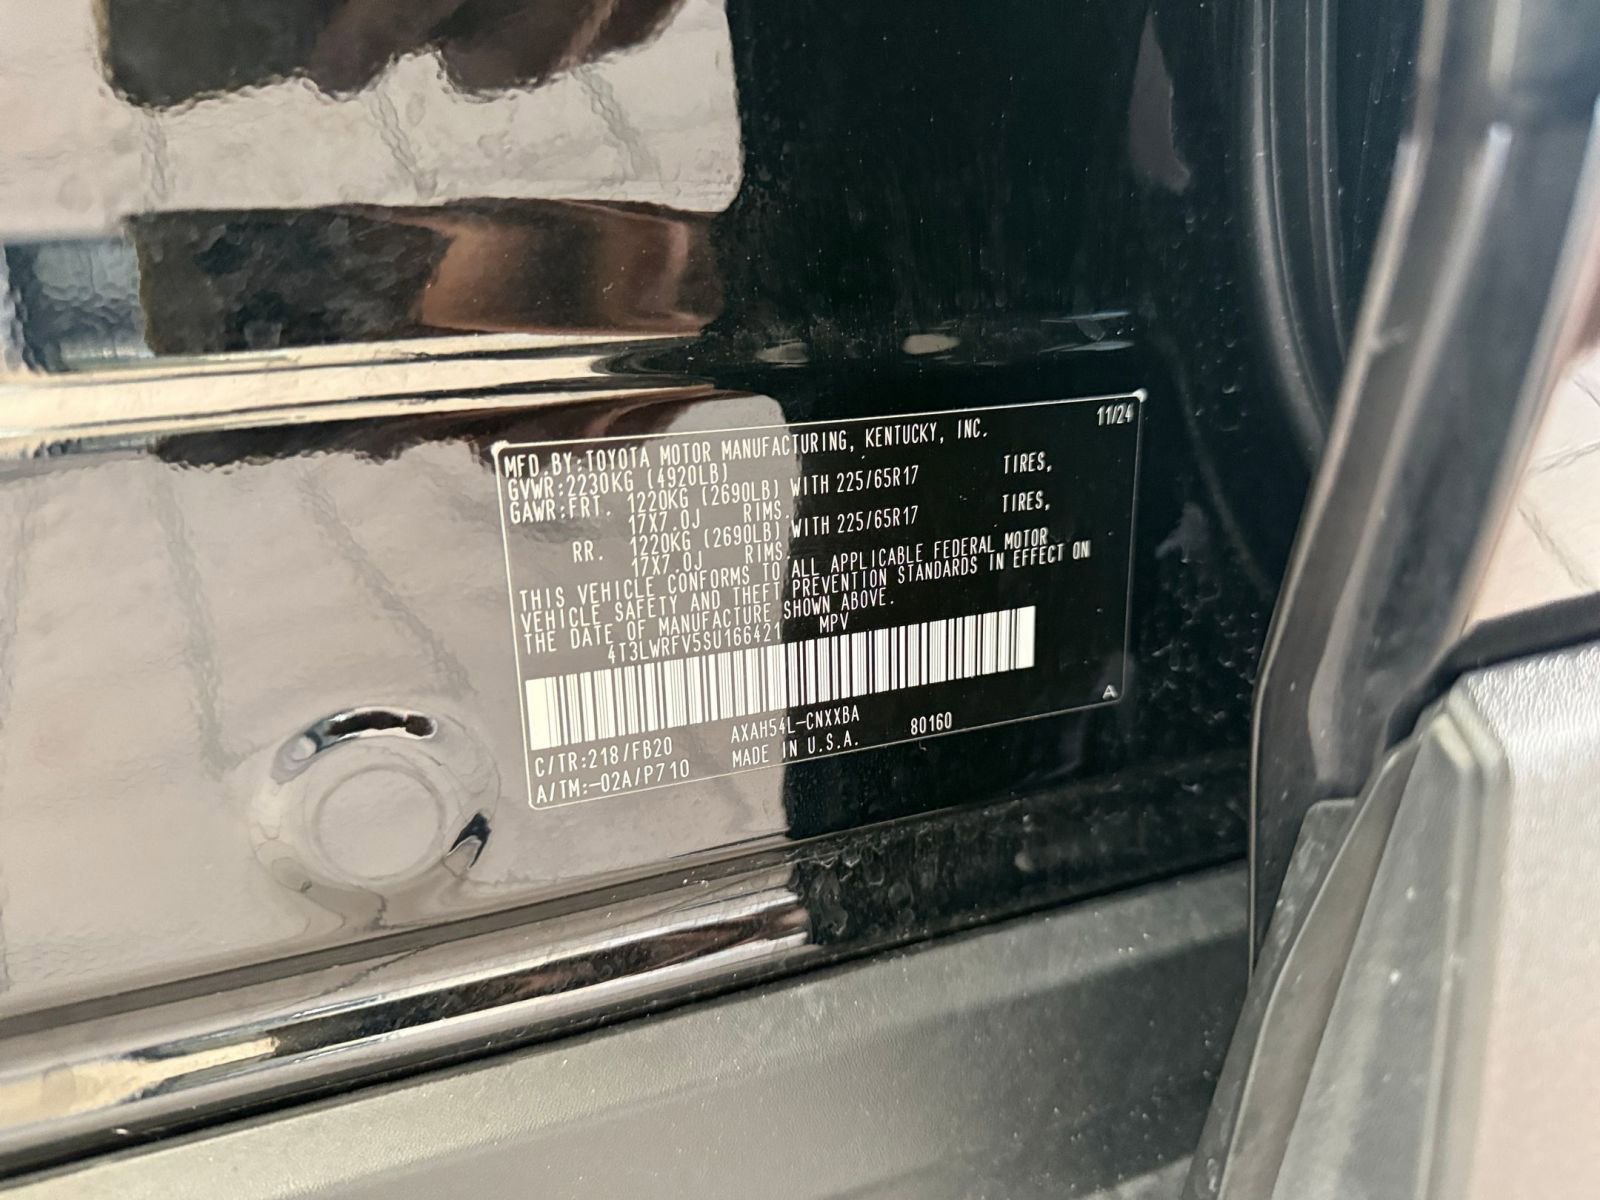 11/24
MFD.BY:TOYOTA MOTOR MANUFACTURING, KENTUCKY, INC.
GVWR:2230KG (4920LB)
GAWR:FRT. 1220KG (2690LB) WITH 225/65R17 TIRES,
17X7.0J RIMS.
RR. 1220KG (2690LB) WITH 225/65R17 TIRES,
17X7.0J RIMS.
THIS VEHICLE CONFORMS TO ALL APPLICABLE FEDERAL MOTOR
VEHICLE SAFETY AND THEFT PREVENTION STANDARDS IN EFFECT ON
THE DATE OF MANUFACTURE SHOWN ABOVE.
4T3LWRFV5SU166421 MPV
A
C/TR:218/FB20 AXAH54L-CNXXBA 80160
A/TM:-02A/P710 MADE IN U.S.A.